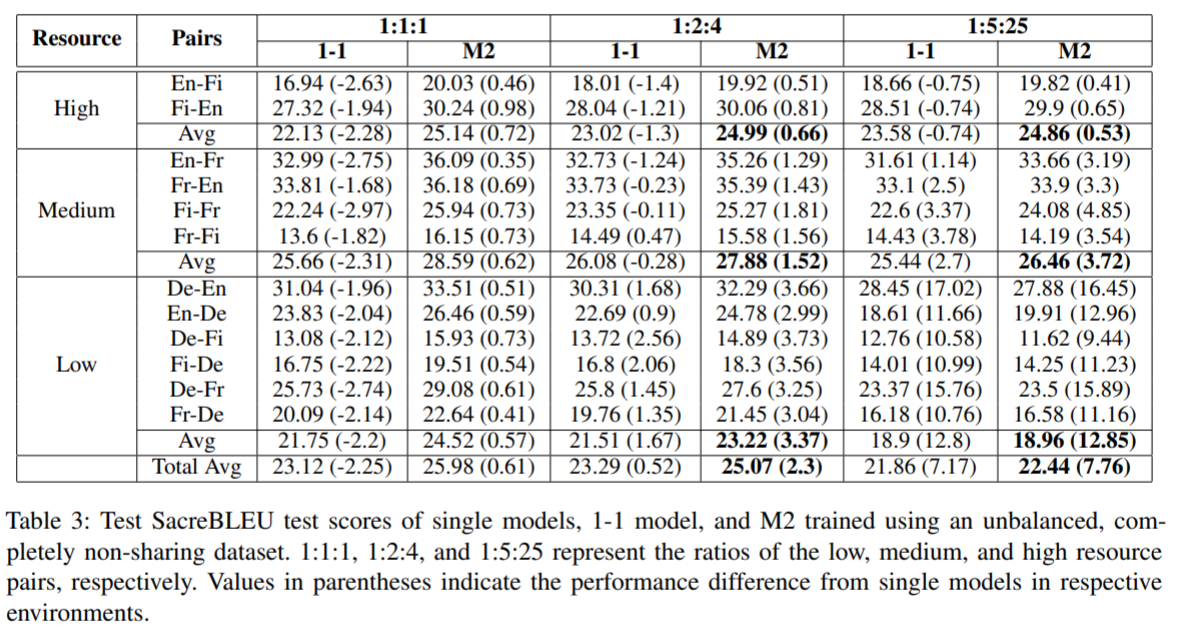 Resource Pairs 1:1:1 1:2:4 1:5:25
1-1 M2 1-1 M2 1-1 M2
High
En-Fi 16.94 (-2.63) 20.03 (0.46) 18.01 (-1.4) 19.92 (0.51) 18.66 (-0.75) 19.82 (0.41)
Fi-En 27.32 (-1.94) 30.24 (0.98) 28.04 (-1.21) 30.06 (0.81) 28.51 (-0.74) 29.9 (0.65)
Avg 22.13 (-2.28) 25.14 (0.72) 23.02 (-1.3) 24.99 (0.66) 23.58 (-0.74) 24.86 (0.53)
Medium
En-Fr 32.99 (-2.75) 36.09 (0.35) 32.73 (-1.24) 35.26 (1.29) 31.61 (1.14) 33.66 (3.19)
Fr-En 33.81 (-1.68) 36.18 (0.69) 33.73 (-0.23) 35.39 (1.43) 33.1 (2.5) 33.9 (3.3)
Fi-Fr 22.24 (-2.97) 25.94 (0.73) 23.35 (-0.11) 25.27 (1.81) 22.6 (3.37) 24.08 (4.85)
Fr-Fi 13.6 (-1.82) 16.15 (0.73) 14.49 (0.47) 15.58 (1.56) 14.43 (3.78) 14.19 (3.54)
Avg 25.66 (-2.31) 28.59 (0.62) 26.08 (-0.28) 27.88 (1.52) 25.44 (2.7) 26.46 (3.72)
Low
De-En 31.04 (-1.96) 33.51 (0.51) 30.31 (1.68) 32.29 (3.66) 28.45 (17.02) 27.88 (16.45)
En-De 23.83 (-2.04) 26.46 (0.59) 22.69 (0.9) 24.78 (2.99) 18.61 (11.66) 19.91 (12.96)
De-Fi 13.08 (-2.12) 15.93 (0.73) 13.72 (2.56) 14.89 (3.73) 12.76 (10.58) 11.62 (9.44)
Fi-De 16.75 (-2.22) 19.51 (0.54) 16.8 (2.06) 18.3 (3.56) 14.01 (10.99) 14.25 (11.23)
De-Fr 25.73 (-2.74) 29.08 (0.61) 25.8 (1.45) 27.6 (3.25) 23.37 (15.76) 23.5 (15.89)
Fr-De 20.09 (-2.14) 22.64 (0.41) 19.76 (1.35) 21.45 (3.04) 16.18 (10.76) 16.58 (11.16)
Avg 21.75 (-2.2) 24.52 (0.57) 21.51 (1.67) 23.22 (3.37) 18.9 (12.8) 18.96 (12.85)
Total Avg 23.12 (-2.25) 25.98 (0.61) 23.29 (0.52) 25.07 (2.3) 21.86 (7.17) 22.44 (7.76)
Table 3: Test SacreBLEU test scores of single models, 1-1 model, and M2 trained using an unbalanced, com-
pletely non-sharing dataset. 1:1:1, 1:2:4, and 1:5:25 represent the ratios of the low, medium, and high resource
pairs, respectively. Values in parentheses indicate the performance difference from single models in respective
environments.